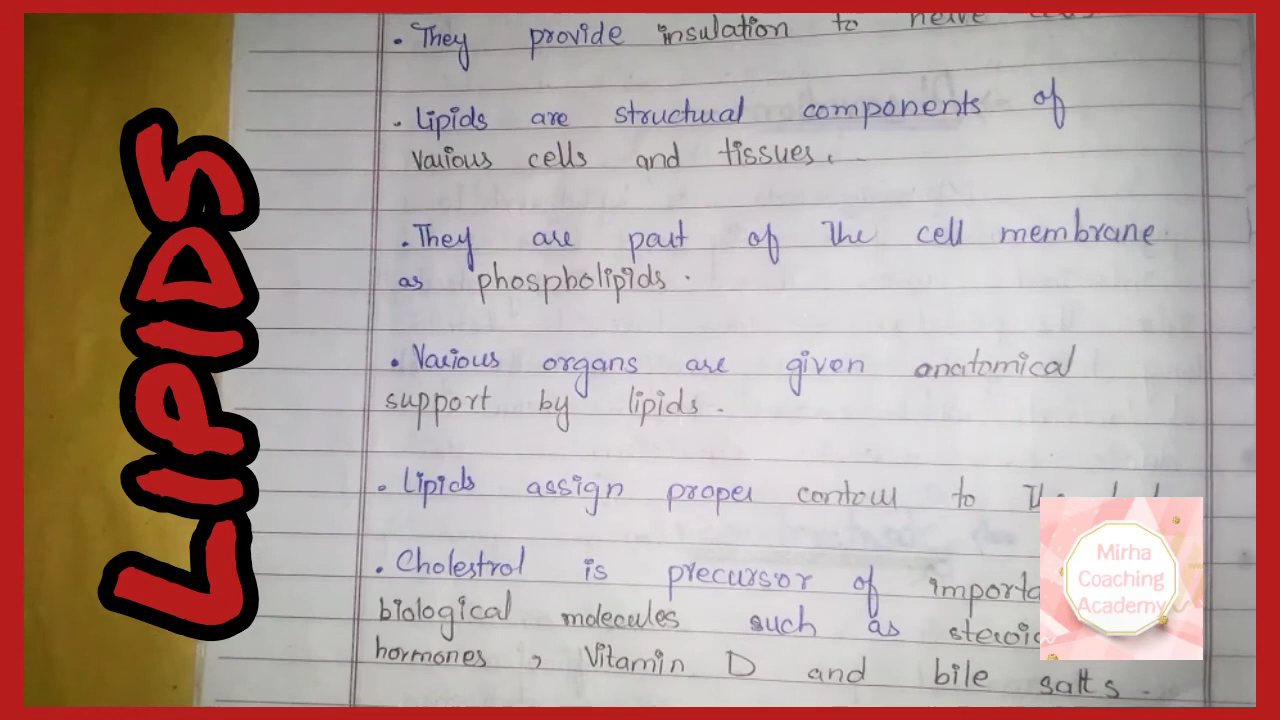 LIPIDS
• They provide insulation to nerve
• Lipids are structual components of
various cells and tissues.
• They are part of the cell membrane
as phospholipids.
• Various organs are given anatomical
support by lipids.
• Lipids assign proper contour to
• Cholestrol is precursor of
biological molecules such as
hormones, Vitamin D and bile salts.
Mirha
Coaching
Academy